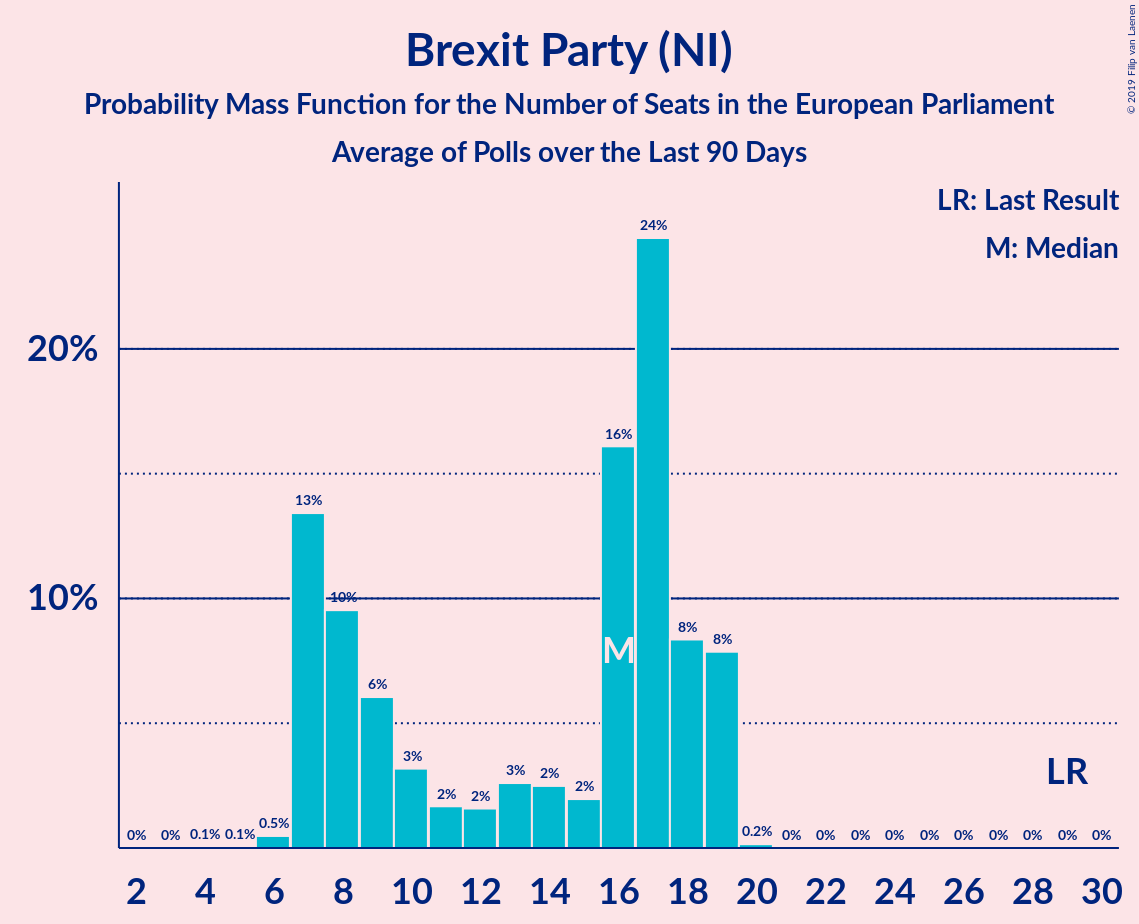 Brexit Party (NI)
Probability Mass Function for the Number of Seats in the European Parliament
Average of Polls over the Last 90 Days
© 2019 Filip van Laenen
LR: Last Result
M: Median
24%
20%
16%
13%
10%
10%
8%
8%
M
6%
3%
LR
3%
2%
2%
2%
2%
0.5%
0% 0% 0.1% 0.1% 0.2% 0% 0% 0% 0% 0% 0% 0% 0% 0% 0%
2 4 6 8 10 12 14 16 18 20 22 24 26 28 30